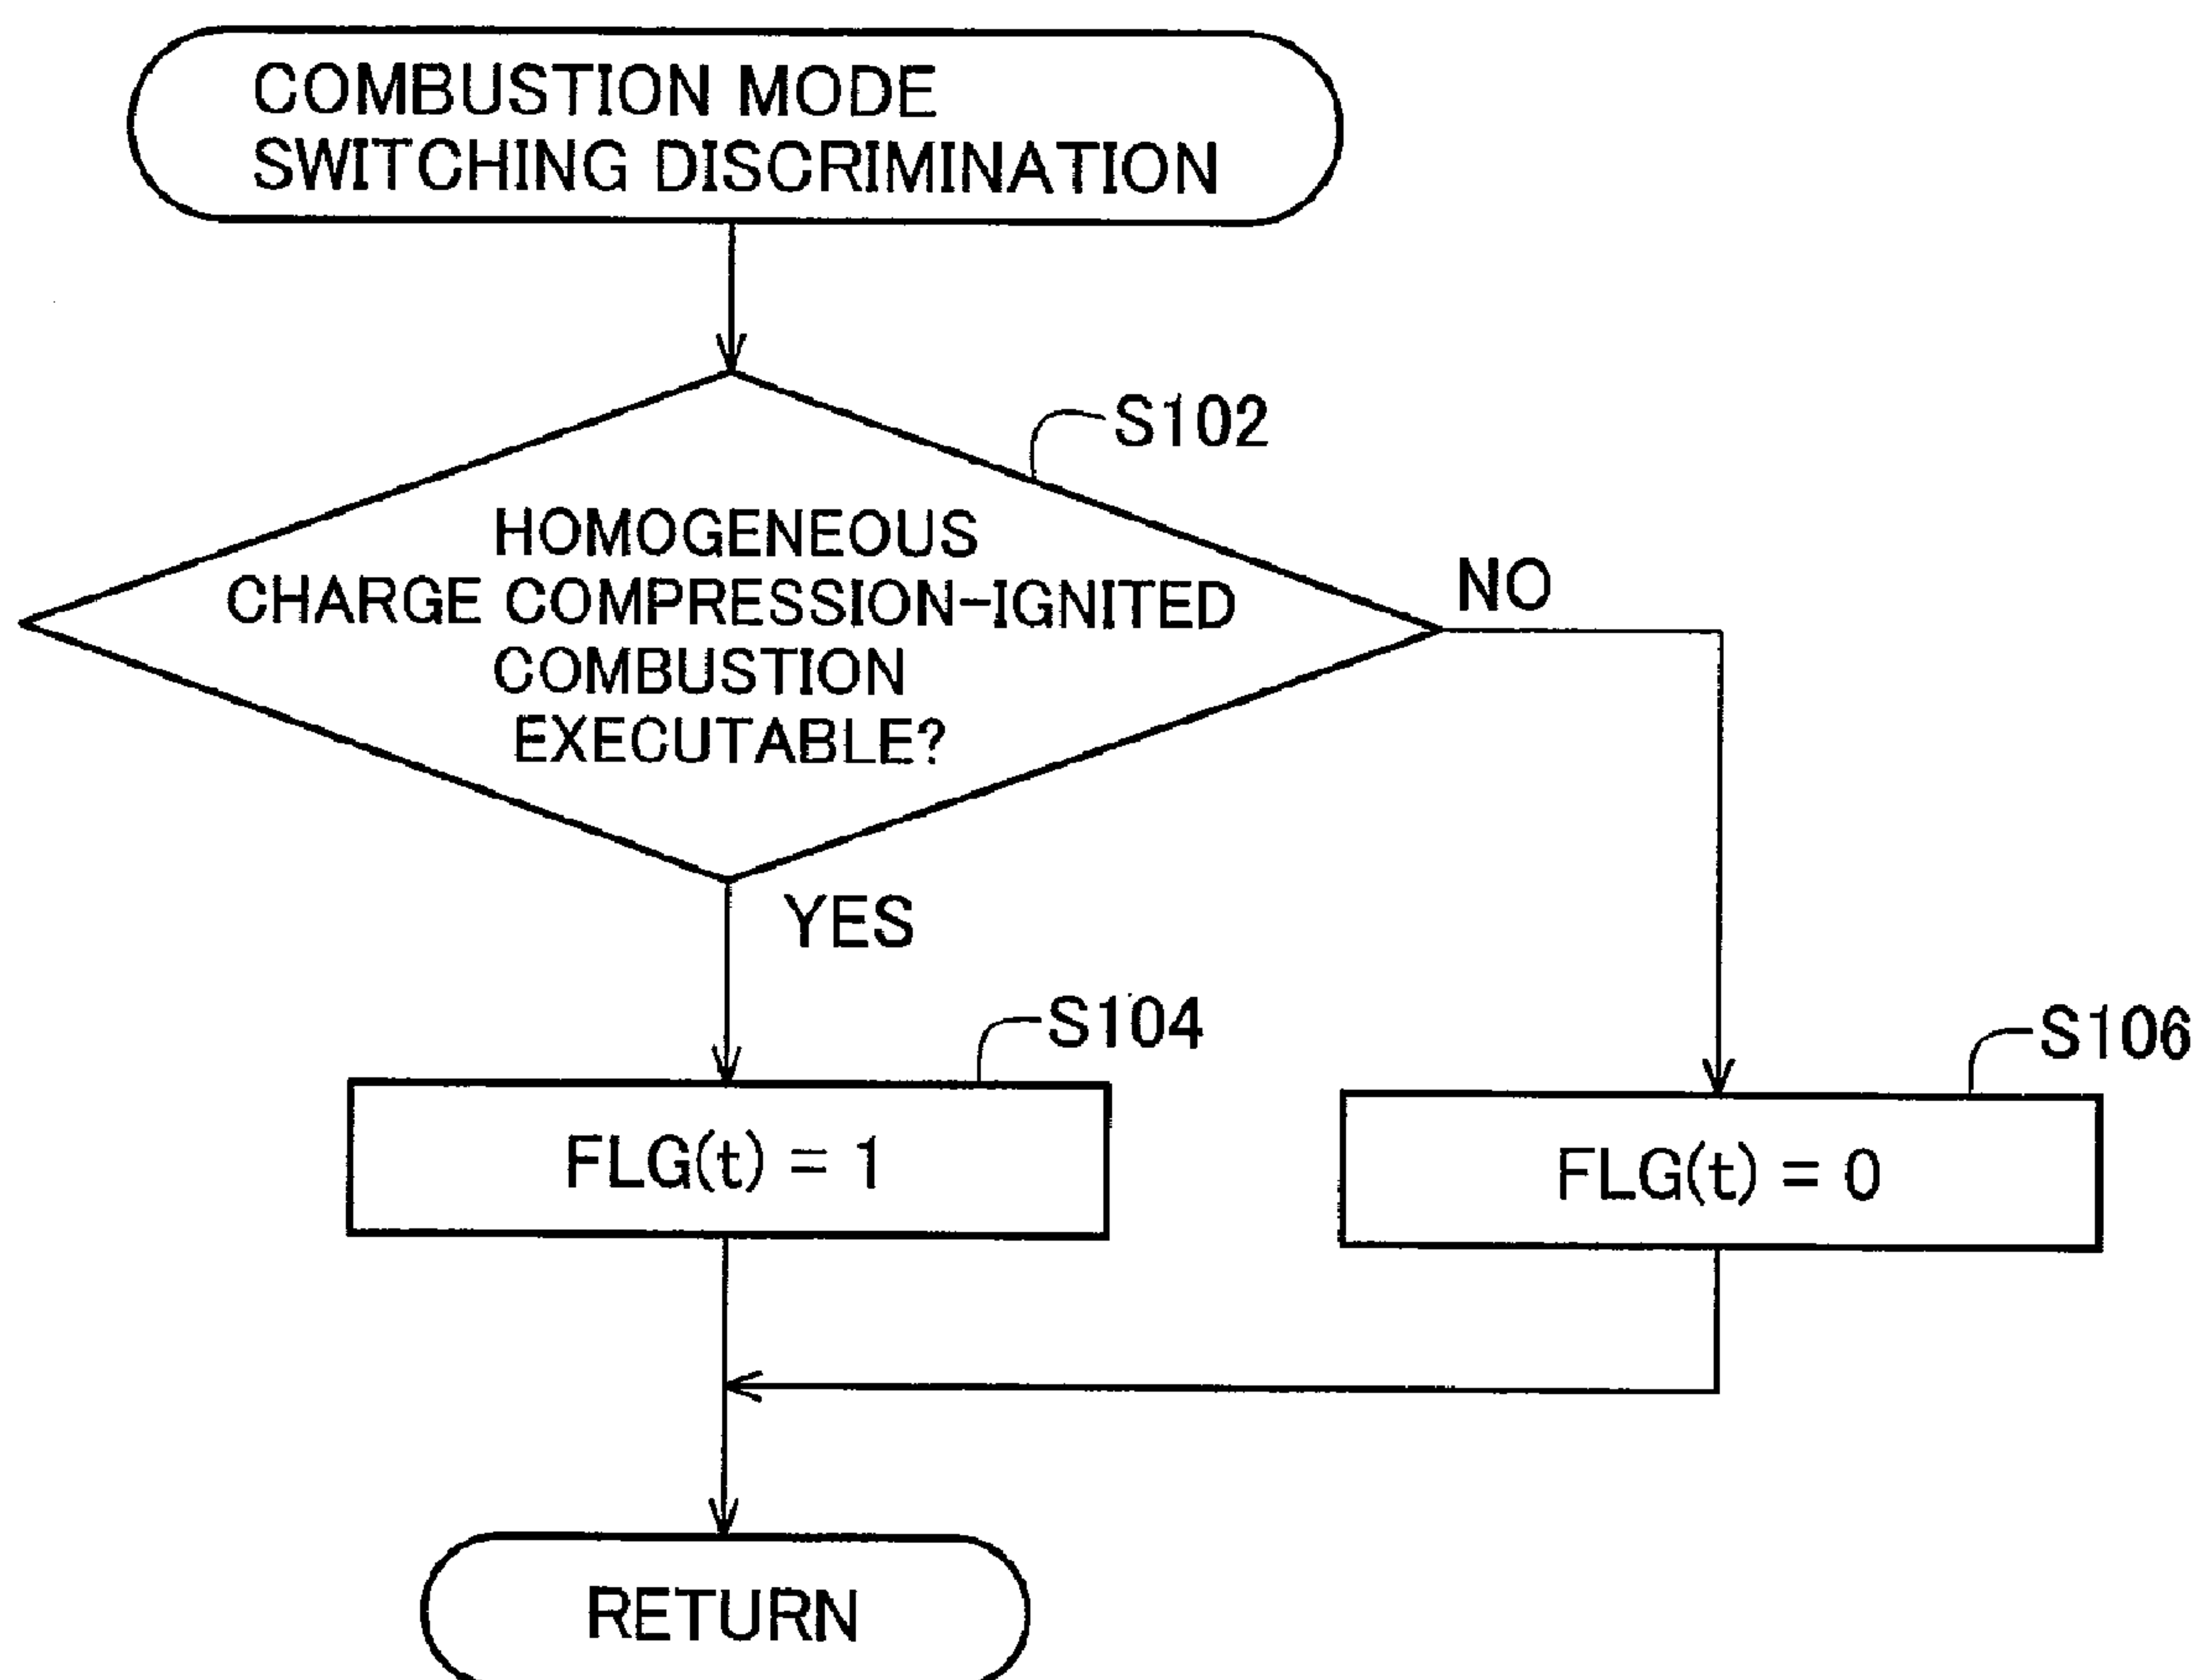 COMBUSTION MODE
SWITCHING DISCRIMINATION
S102
HOMOGENEOUS
CHARGE COMPRESSION-IGNITED
COMBUSTION
EXECUTABLE?
NO
YES
S104
FLG(t) = 1
S106
FLG(t) = 0
RETURN